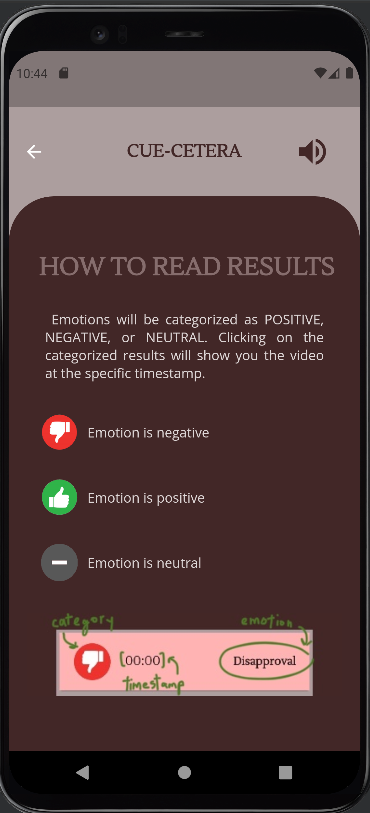 10:44
CUE-CETERA
HOW TO READ RESULTS
Emotions will be categorized as POSITIVE,
NEGATIVE, or NEUTRAL. Clicking on the
categorized results will show you the video
at the specific timestamp.
Emotion is negative
Emotion is positive
Emotion is neutral
category emotion
[00:00] Disapproval
timestamp